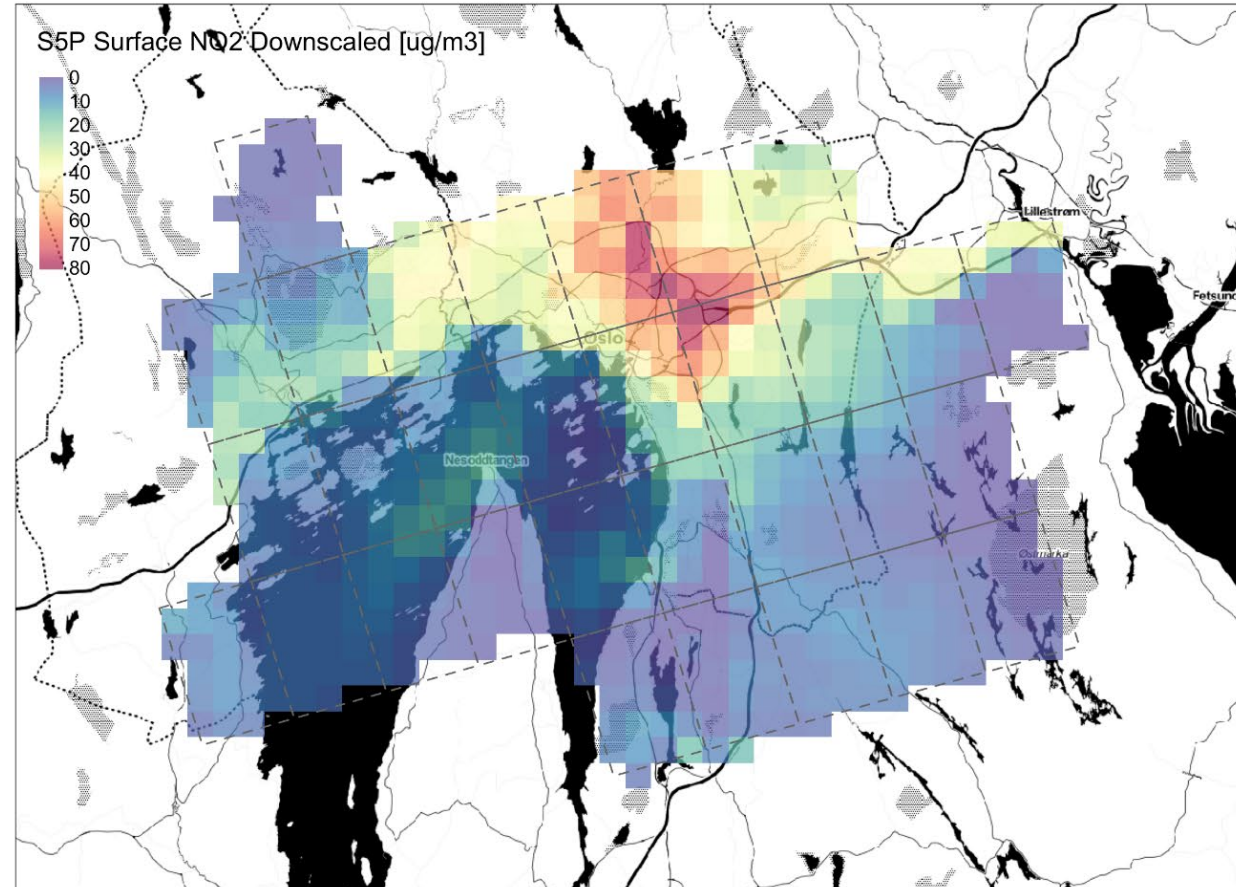 S5P Surface NO2 Downscaled [ug/m3]
0
10
20
30
40
50
60
70
80
Lillestrøm
Fetsund
Oslo
Nesoddtangen
Østmarka